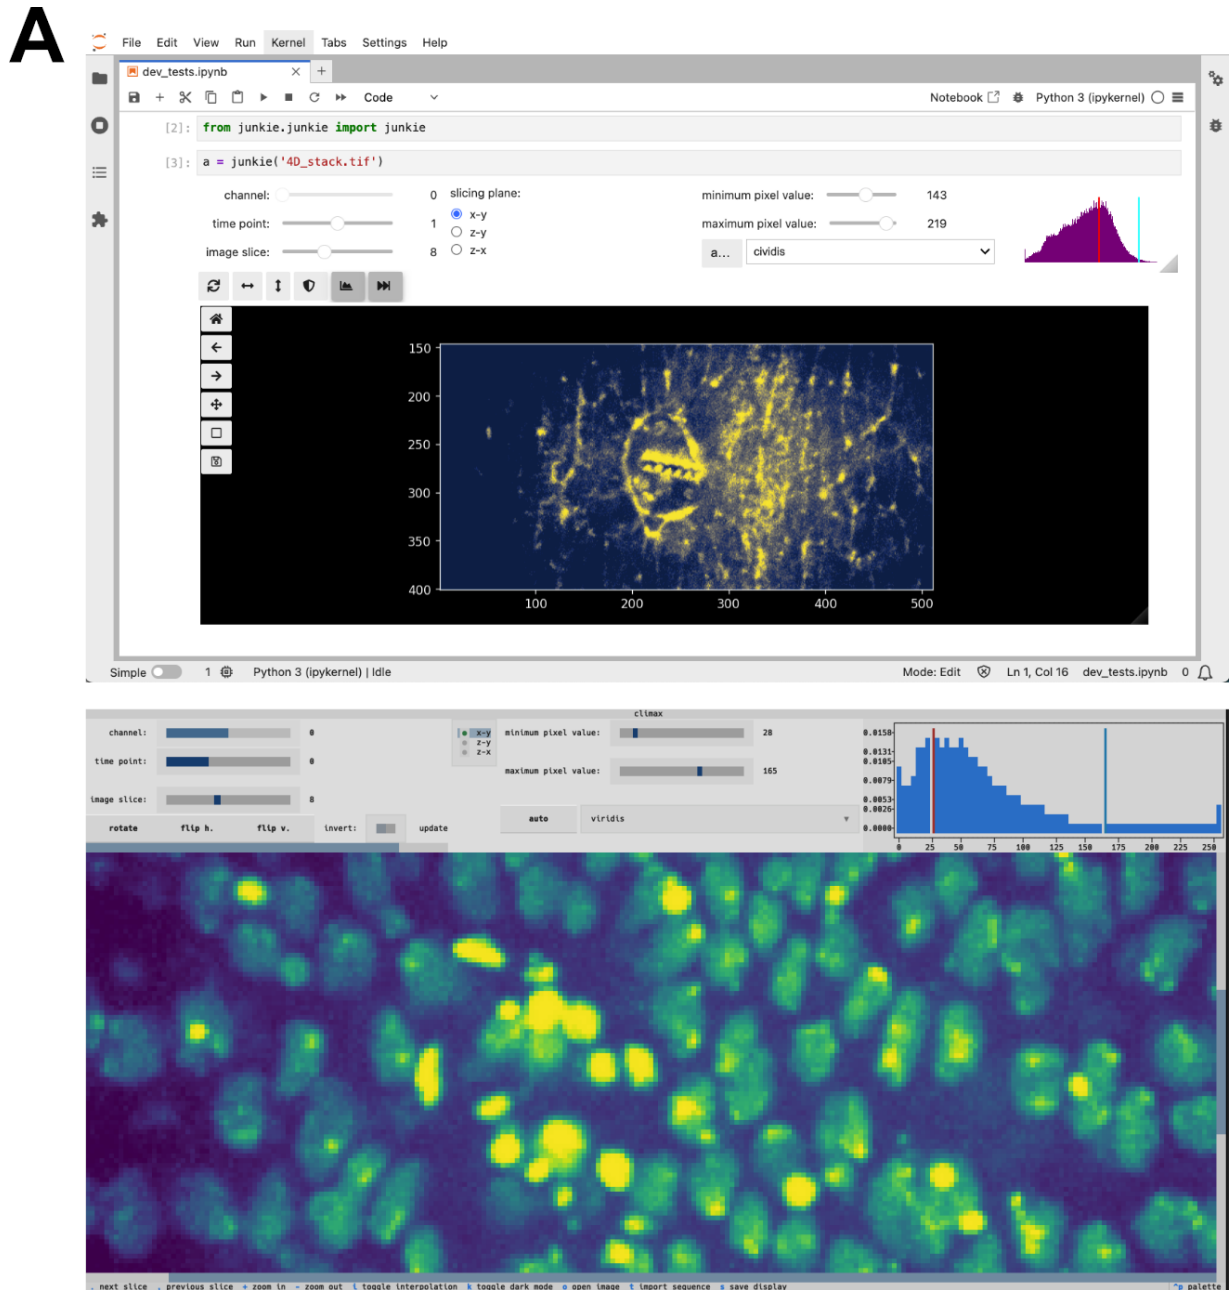 A
File Edit View Run Kernel Tabs Settings Help
dev_tests.ipynb × +
Code Notebook Python 3 (ipykernel)
[2]: from junkie.junkie import junkie
[3]: a = junkie('4D_stack.tif')
channel: 0 slicing plane: minimum pixel value: 143
x-y
time point: 1 maximum pixel value: 219
z-y
image slice: 8 z-x a... cividis
150
200
250
300
350
400
100 200 300 400 500
Simple 1 Python 3 (ipykernel) | Idle Mode: Edit Ln 1, Col 16 dev_tests.ipynb 0
climax
channel: 0 x-y minimum pixel value: 28 0.0158
z-y
z-x
0.0131
time point: 0 0.0105
maximum pixel value: 165 0.0079
image slice: 8 0.0053
0.0026
rotate flip h. flip v. invert: update auto viridis 0.0000
0 25 50 75 100 125 150 175 200 225 250
. next slice , previous slice + zoom in - zoom out i toggle interpolation k toggle dark mode o open image t import sequence s save display ^p palette